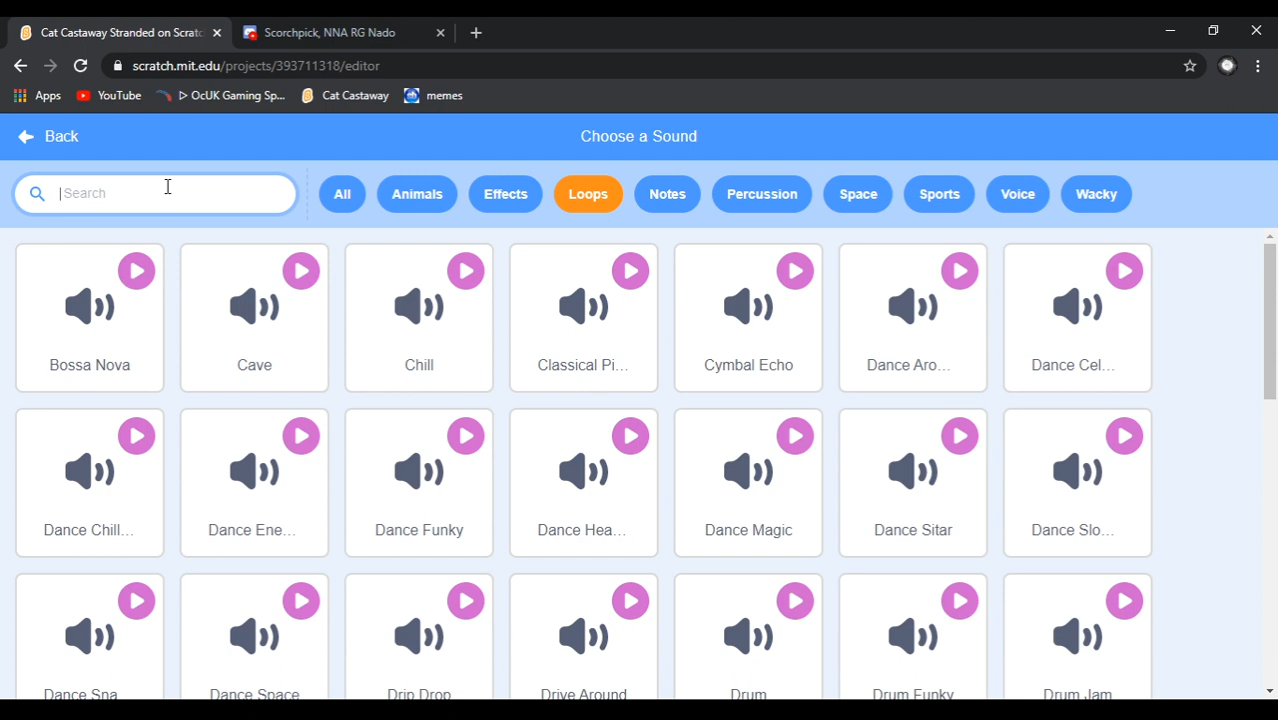 Cat Castaway Stranded on Scratc
Scorchpick, NNA RG Nado
scratch.mit.edu/projects/393711318/editor
Apps YouTube ▷ OcUK Gaming Sp... Cat Castaway memes
Back Choose a Sound
Search All Animals Effects Loops Notes Percussion Space Sports Voice Wacky
Bossa Nova Cave Chill Classical Pi... Cymbal Echo Dance Aro... Dance Cel...
Dance Chill... Dance Ene... Dance Funky Dance Hea... Dance Magic Dance Sitar Dance Slo...
Dance Sna Dance Space Drip Drop Drive Around Drum Drum Funky Drum Jam